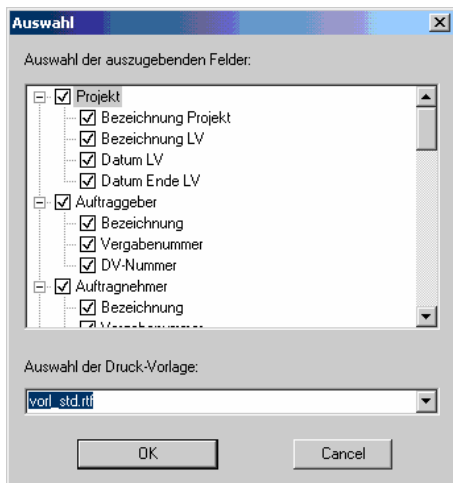 Auswahl
Auswahl der auszugebenden Felder:
Projekt
Bezeichnung Projekt
Bezeichnung LV
Datum LV
Datum Ende LV
Auftraggeber
Bezeichnung
Vergabenummer
DV-Nummer
Auftragnehmer
Bezeichnung
Auswahl der Druck-Vorlage:
vorl_std.rtf
OK Cancel